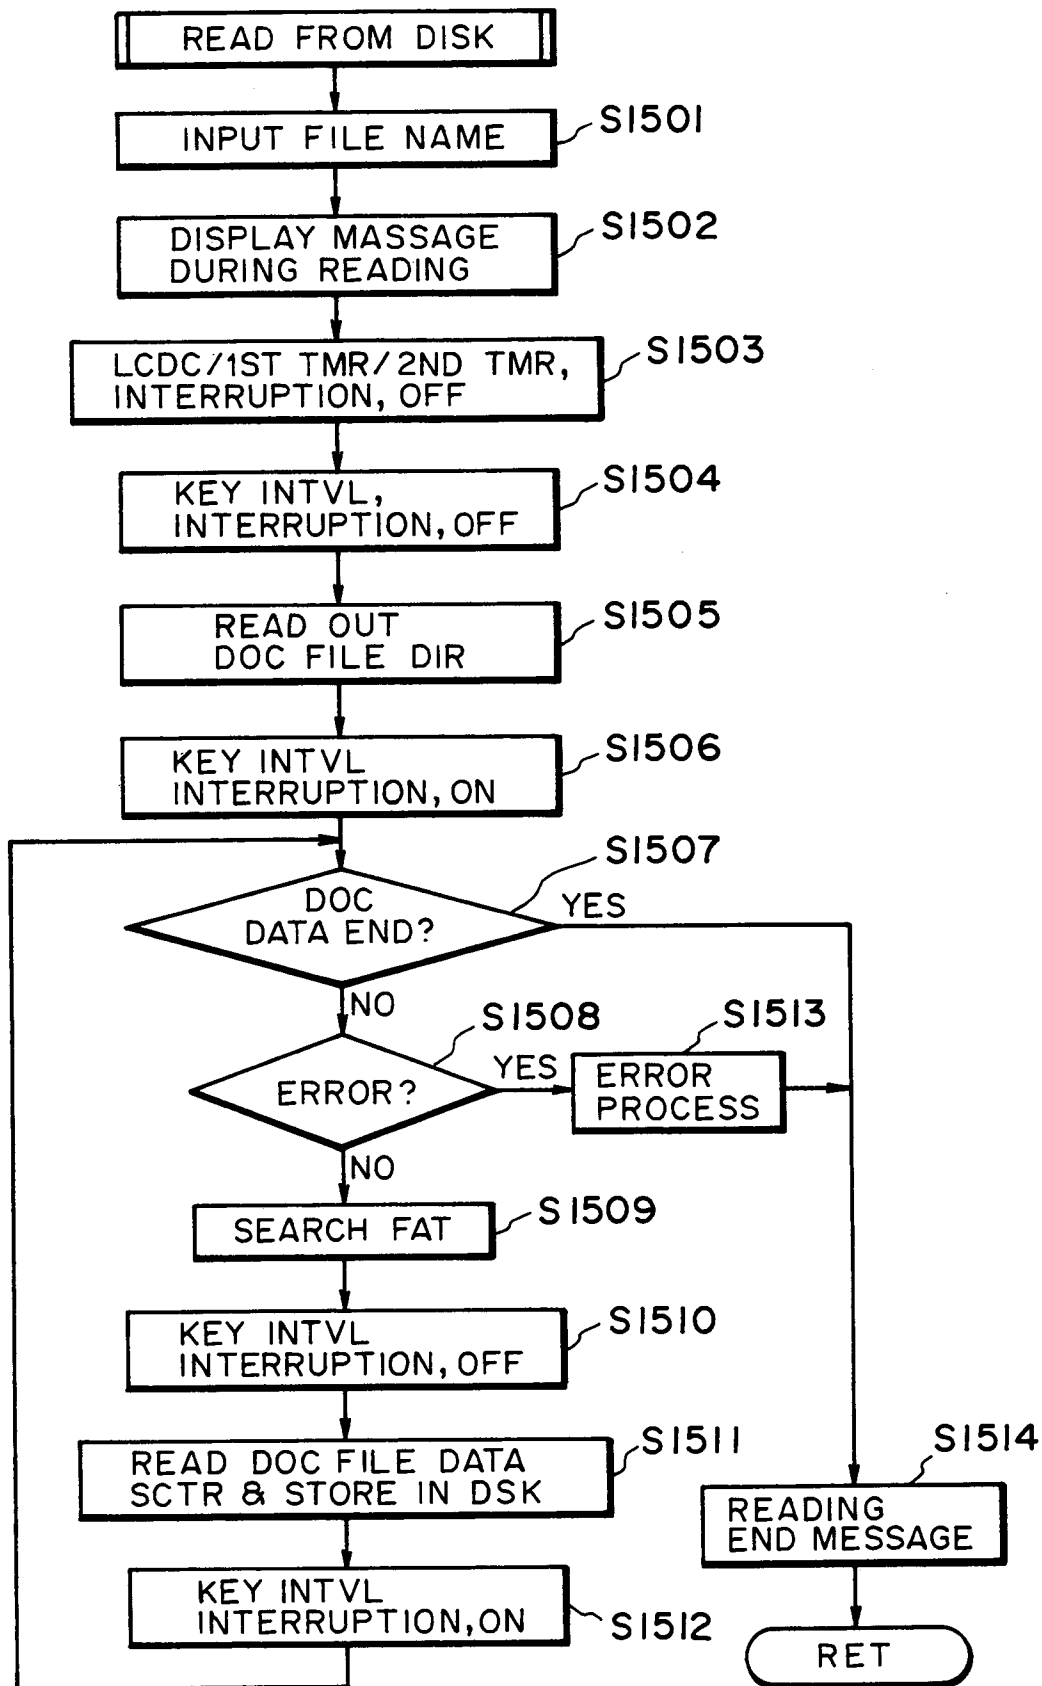 READ FROM DISK
INPUT FILE NAME
S1501
DISPLAY MASSAGE
DURING READING
S1502
LCDC/1ST TMR/2ND TMR,
INTERRUPTION, OFF
S1503
KEY INTVL,
INTERRUPTION, OFF
S1504
READ OUT
DOC FILE DIR
S1505
KEY INTVL
INTERRUPTION, ON
S1506
DOC
DATA END?
S1507
YES
NO
ERROR?
S1508
YES
ERROR
PROCESS
S1513
NO
SEARCH FAT
S1509
KEY INTVL
INTERRUPTION, OFF
S1510
READ DOC FILE DATA
SCTR & STORE IN DSK
S1511
KEY INTVL
INTERRUPTION, ON
S1512
READING
END MESSAGE
S1514
RET